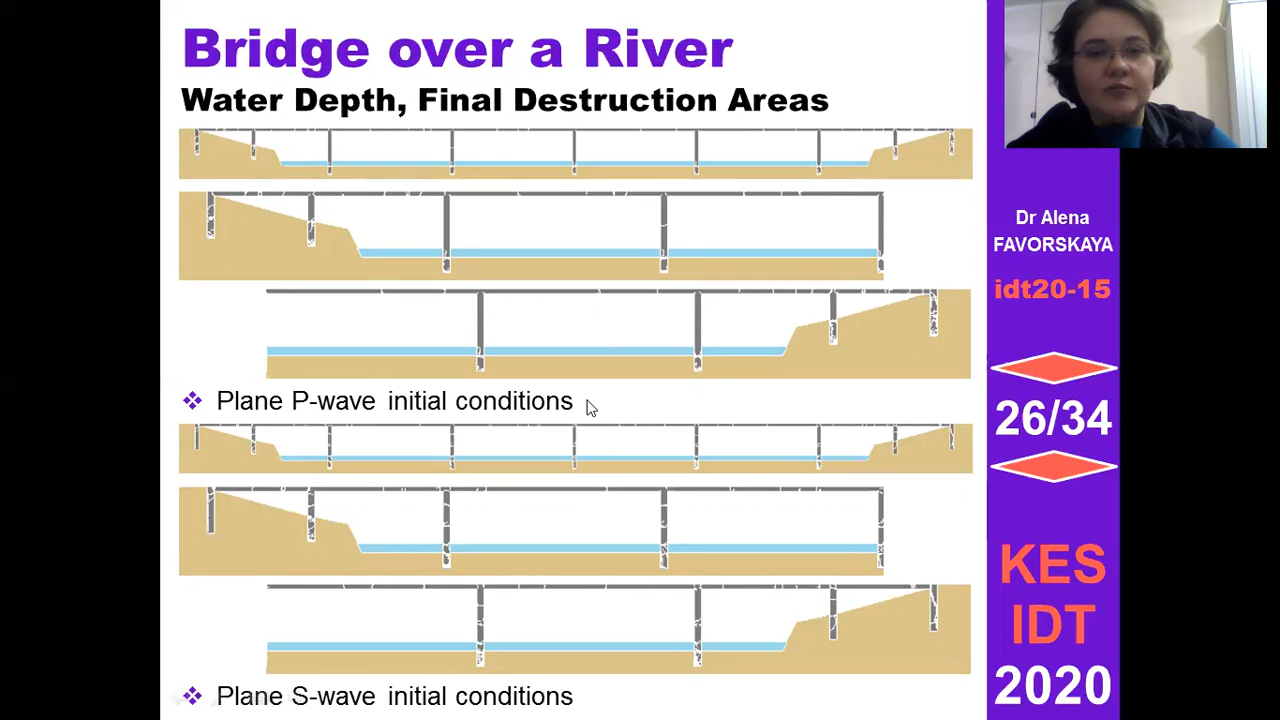 Bridge over a River
Water Depth, Final Destruction Areas
Plane P-wave initial conditions
Plane S-wave initial conditions
Dr Alena
FAVORSKAYA
idt20-15
26/34
KES
IDT
2020